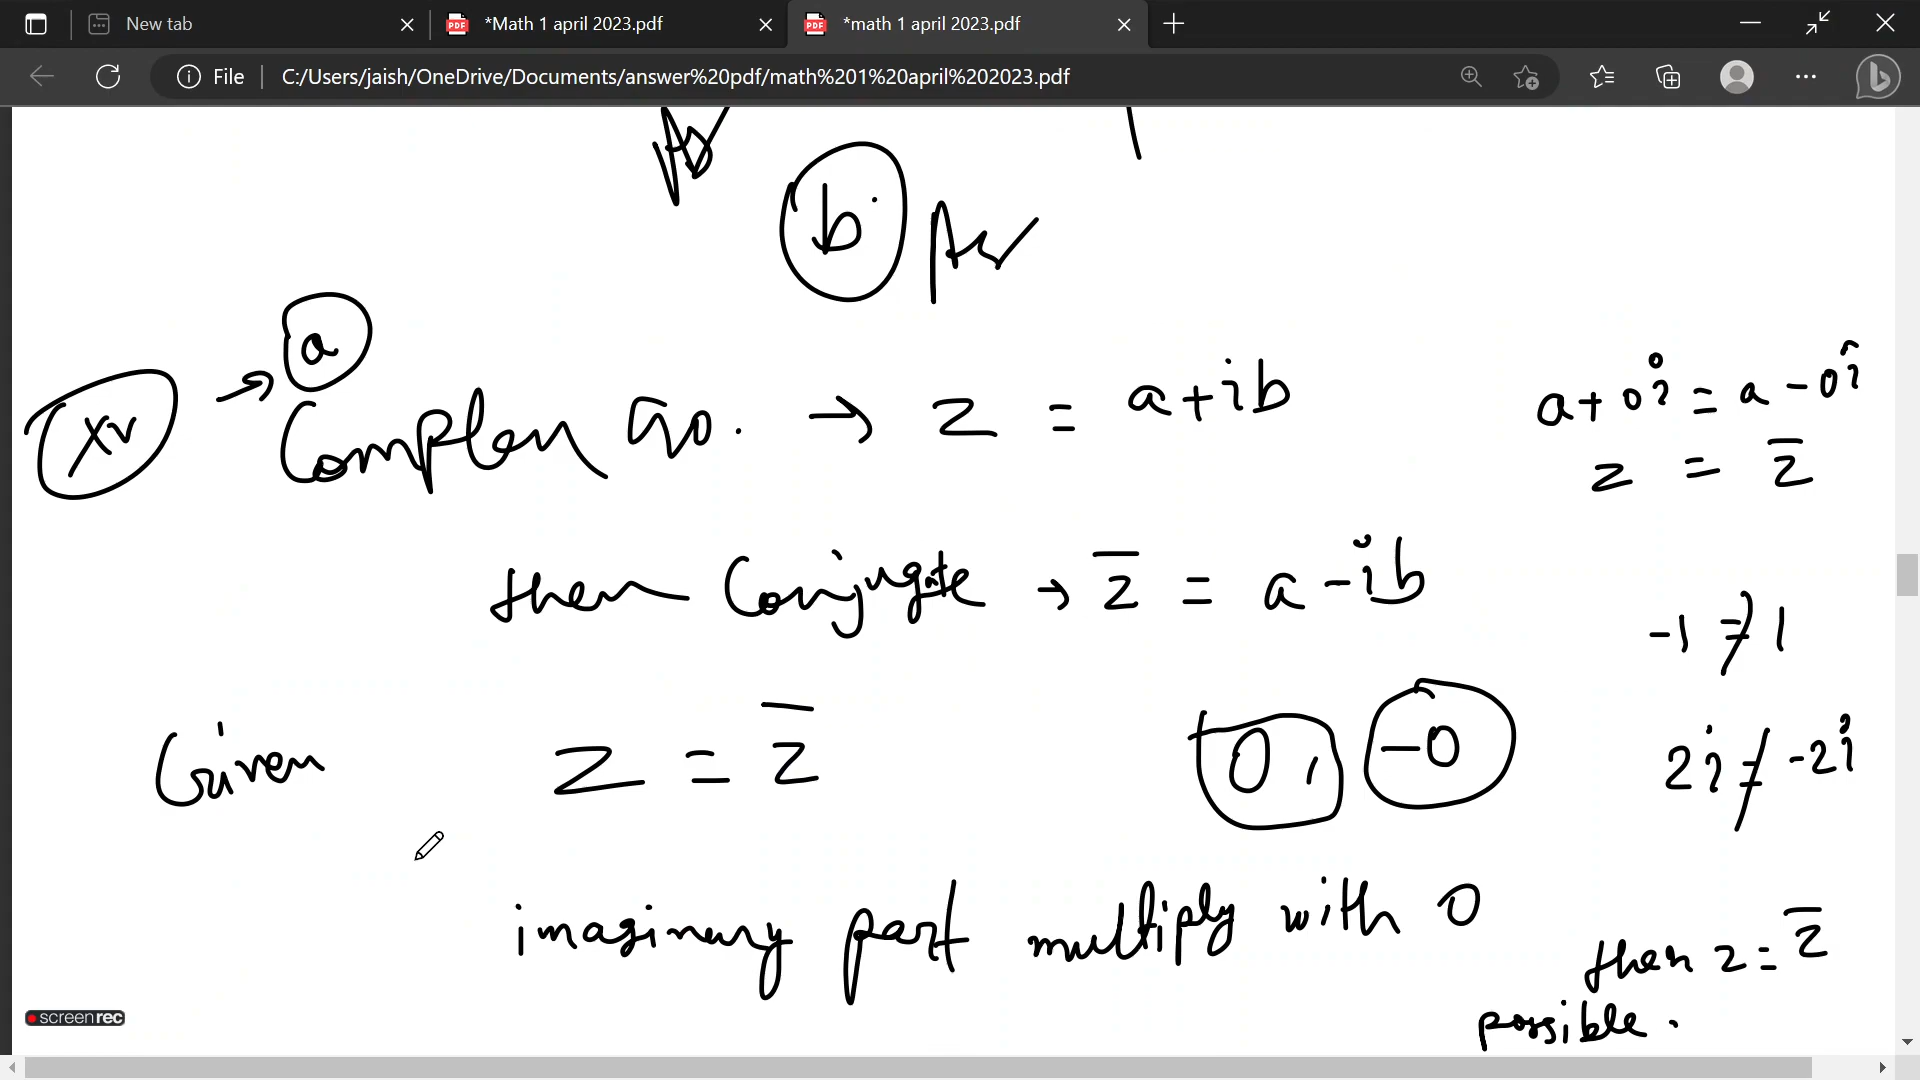 New tab
*Math 1 april 2023.pdf
*math 1 april 2023.pdf
File
C:/Users/jaish/OneDrive/Documents/answer%20pdf/math%201%20april%202023.pdf
b.
a
xv → Complex no. → z = a+ib
a+0i = a-0i
z = z̅
then Conjugate → z̅ = a-ib
-1 ≠ 1
Given z = z̅
0, -0
2i ≠ -2i
imaginary part multiply with 0
then z = z̅
possible.
screenrec